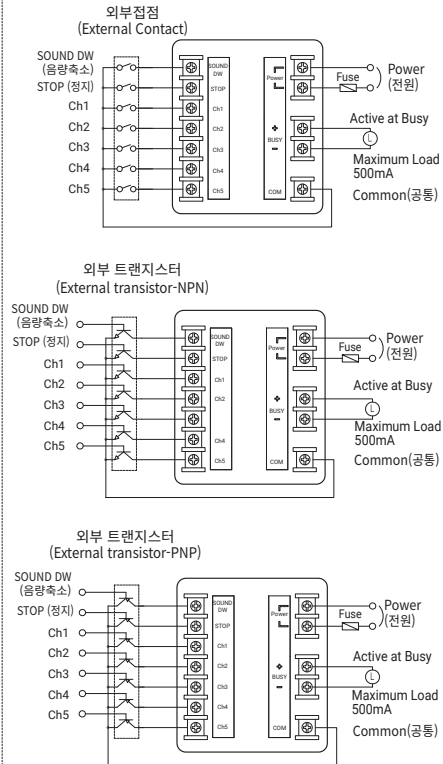 외부접점
(External Contact)
SOUND DW
(음량축소)
STOP (정지)
Ch1
Ch2
Ch3
Ch4
Ch5
SOUND
DW
STOP
Ch1
Ch2
Ch3
Ch4
Ch5
Power
+
BUSY
-
COM
Fuse
Power
(전원)
Active at Busy
L
Maximum Load
500mA
Common(공통)
외부 트랜지스터
(External transistor-NPN)
SOUND DW
(음량축소)
STOP (정지)
Ch1
Ch2
Ch3
Ch4
Ch5
SOUND
DW
STOP
Ch1
Ch2
Ch4
Ch5
Power
+
BUSY
-
COM
Fuse
Power
(전원)
Active at Busy
L
Maximum Load
500mA
Common(공통)
외부 트랜지스터
(External transistor-PNP)
SOUND DW
(음량축소)
STOP (정지)
Ch1
Ch2
Ch3
Ch4
Ch5
SOUND
DW
STOP
Ch1
Ch2
Ch3
Ch4
Ch5
Power
+
BUSY
-
COM
Fuse
Power
(전원)
Active at Busy
L
Maximum Load
500mA
Common(공통)